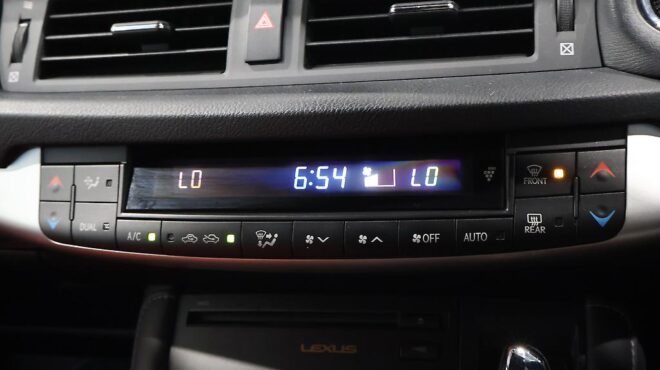 LO 6:54 LO
FRONT
DUAL A/C OFF AUTO REAR
LEXUS